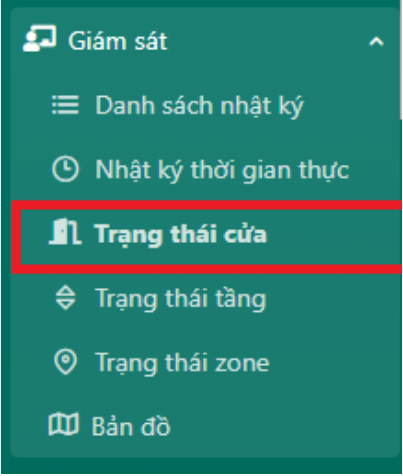 Giám sát
Danh sách nhật ký
Nhật ký thời gian thực
Trạng thái cửa
Trạng thái tầng
Trạng thái zone
Bản đồ